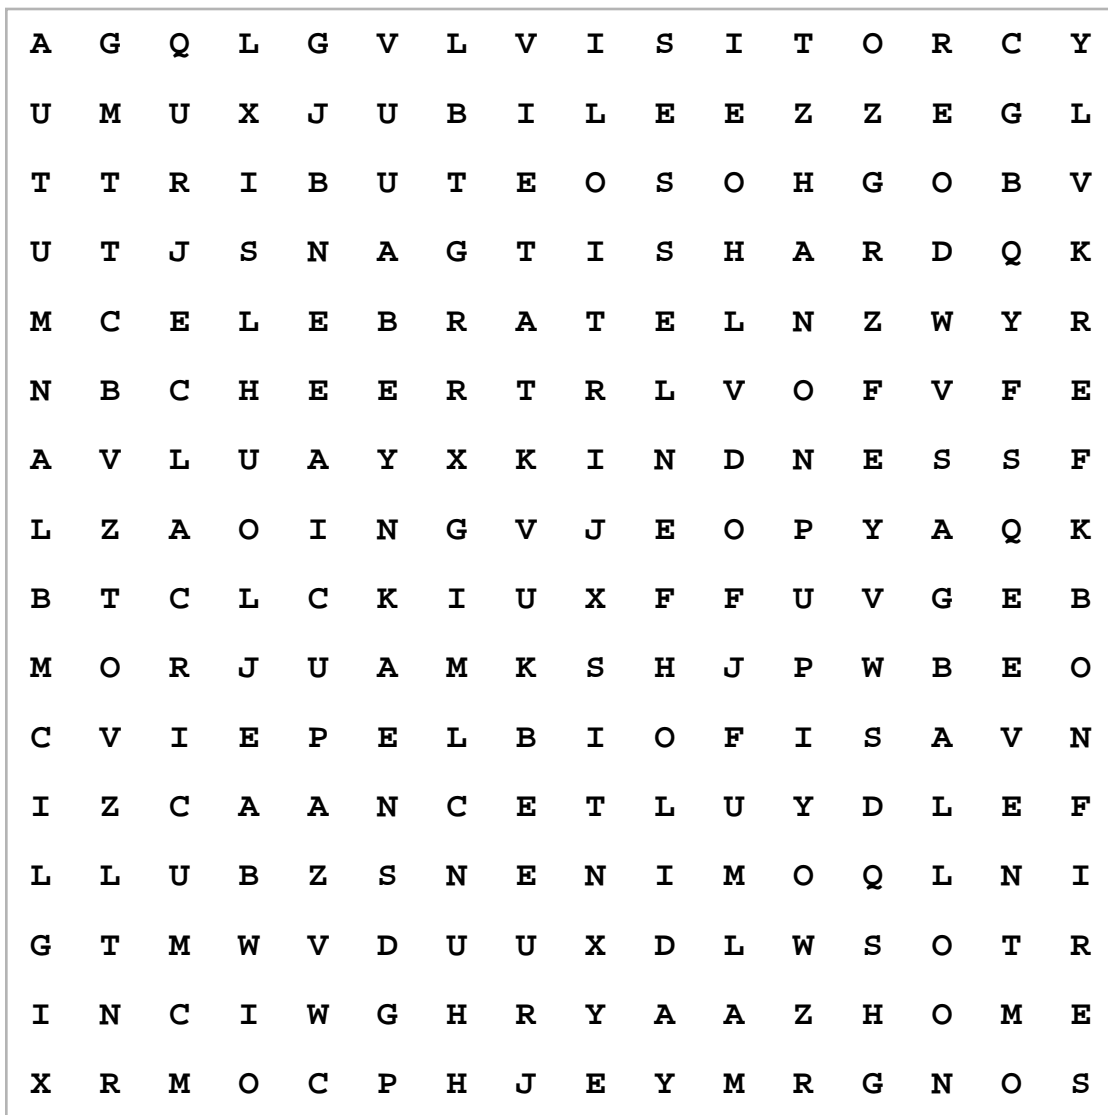 A G Q L G V L V I S I T O R C Y
U M U X J U B I L E E Z Z E G L
T T R I B U T E O S O H G O B V
U T J S N A G T I S H A R D Q K
M C E L E B R A T E L N Z W Y R
N B C H E E R T R L V O F V F E
A V L U A Y X K I N D N E S S F
L Z A O I N G V J E O P Y A Q K
B T C L C K I U X F F U V G E B
M O R J U A M K S H J P W B E O
C V I E P E L B I O F I S A V N
I Z C A A N C E T L U Y D L E F
L L U B Z S N E N I M O Q L N I
G T M W V D U U X D L W S O T R
I N C I W G H R Y A A Z H O M E
X R M O C P H J E Y M R G N O S